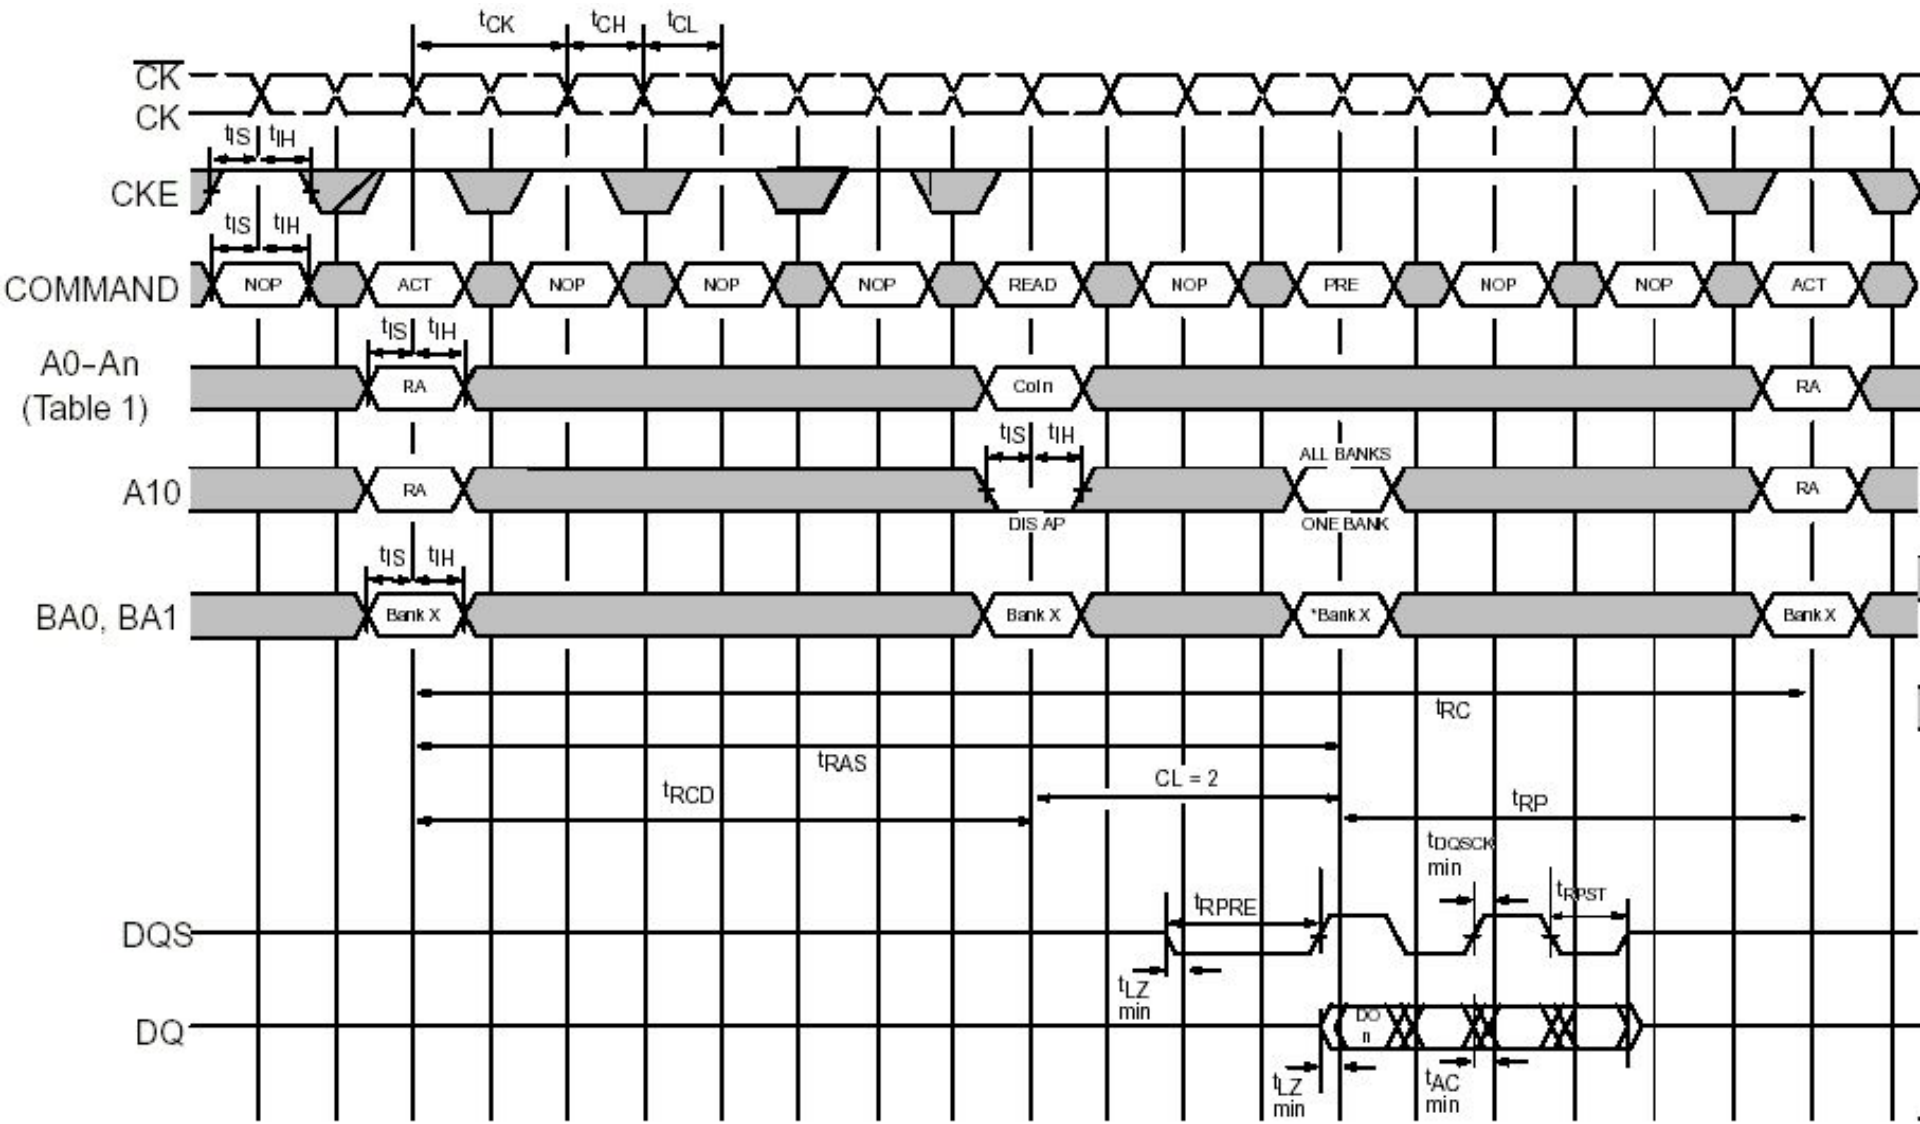 tCK tCH tCL
CK
CK
tIS tIH
CKE
tIS tIH
COMMAND NOP ACT NOP NOP NOP READ NOP PRE NOP NOP ACT
tIS tIH
A0-An
(Table 1)
RA Col n RA
tIS tIH
ALL BANKS
A10 RA RA
DIS AP ONE BANK
tIS tIH
BA0, BA1 Bank X Bank X *Bank X Bank X
tRC
tRAS
CL = 2
tRCD
tRP
tDQSCK
min
tRPST
tRPRE
DQS
tLZ
min
DQ
DO
n
tLZ
min
tAC
min